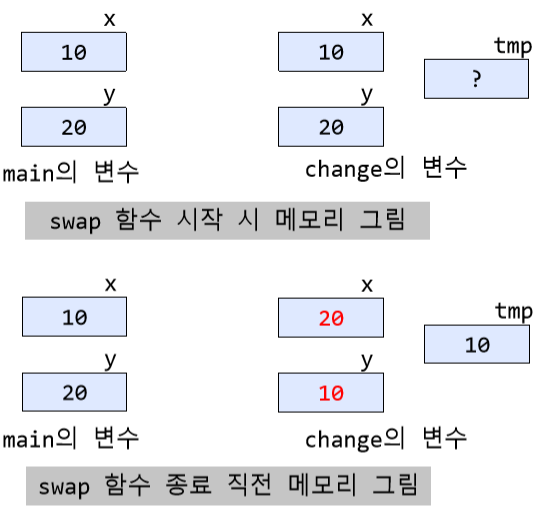 x x
10 10 tmp
y y ?
20 20
main의 변수 change의 변수
swap 함수 시작 시 메모리 그림
x x
10 20 tmp
y y 10
20 10
main의 변수 change의 변수
swap 함수 종료 직전 메모리 그림